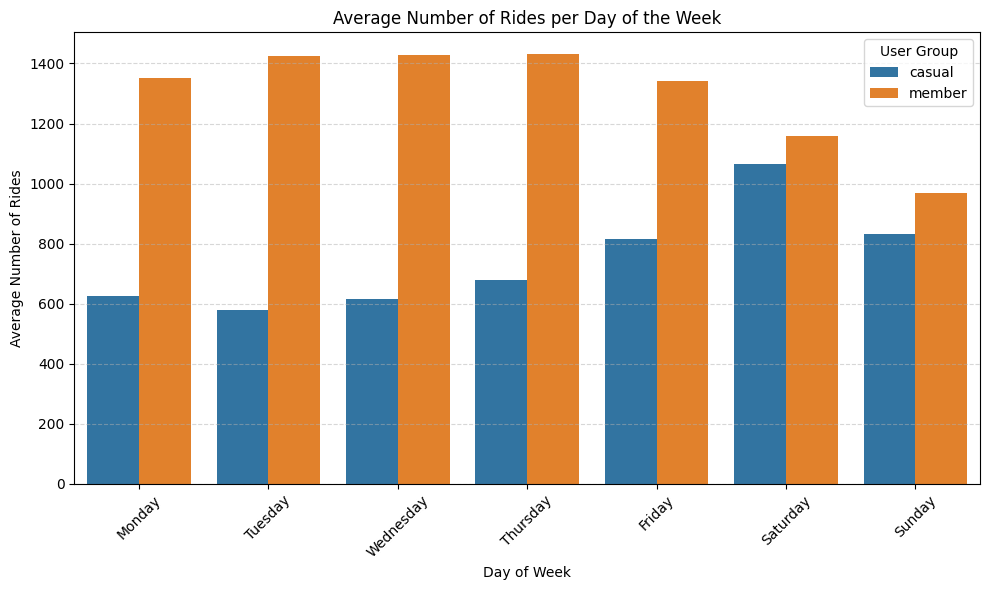 Average Number of Rides per Day of the Week
User Group
casual
member
Average Number of Rides
1400
1200
1000
800
600
400
200
0
Monday
Tuesday
Wednesday
Thursday
Friday
Saturday
Sunday
Day of Week